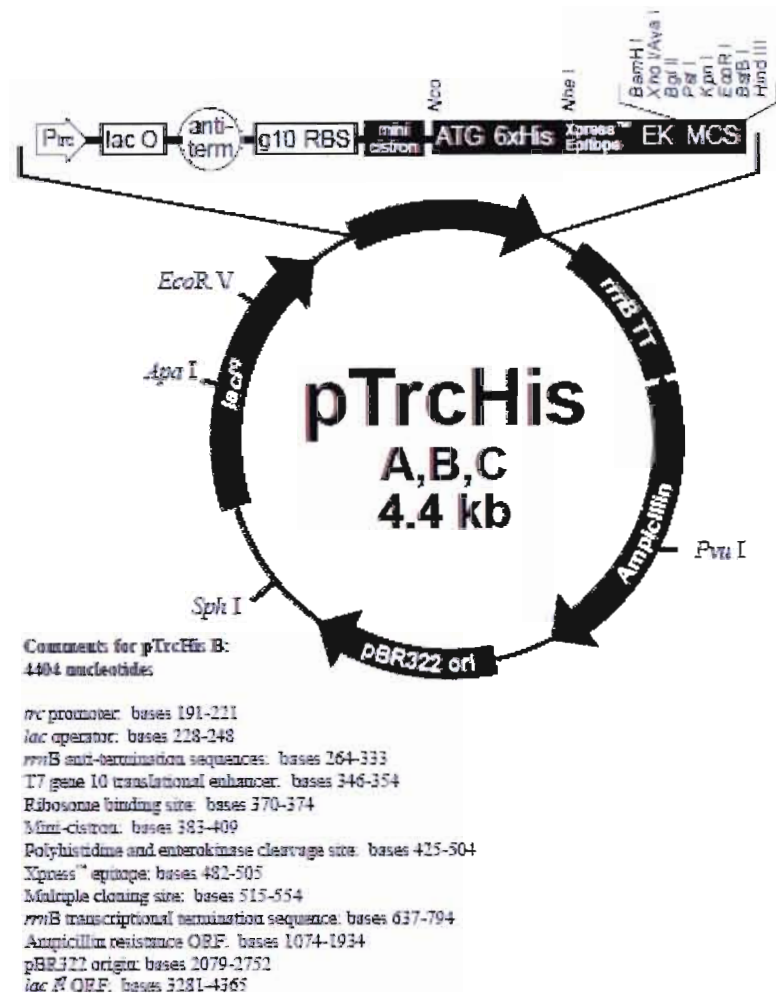 Nco
Nhe I
BamH I
Xho I/Ava I
Bgl II
Pst I
Kpn I
EcoR I
BstB I
Hind III
Ptrc
lac O
anti-
term
g10 RBS
mini
cistron
ATG 6xHis
Xpress™
Epitope
EK MCS
EcoR V
Apa I
lacIq
rrnB TT
pTrcHis
A,B,C
4.4 kb
Ampicillin
Pvu I
Sph I
pBR322 ori
Comments for pTrcHis B:
4404 nucleotides
trc promoter: bases 191-221
lac operator: bases 228-248
rrnB anti-termination sequences: bases 264-333
T7 gene 10 translational enhancer: bases 346-354
Ribosome binding site: bases 370-374
Mini-cistron: bases 383-409
Polyhistidine and enterokinase cleavage site: bases 425-504
Xpress™ epitope: bases 482-505
Multiple cloning site: bases 515-554
rrnB transcriptional termination sequence: bases 637-794
Ampicillin resistance ORF: bases 1074-1934
pBR322 origin: bases 2079-2752
lac Iq ORF: bases 3281-4365